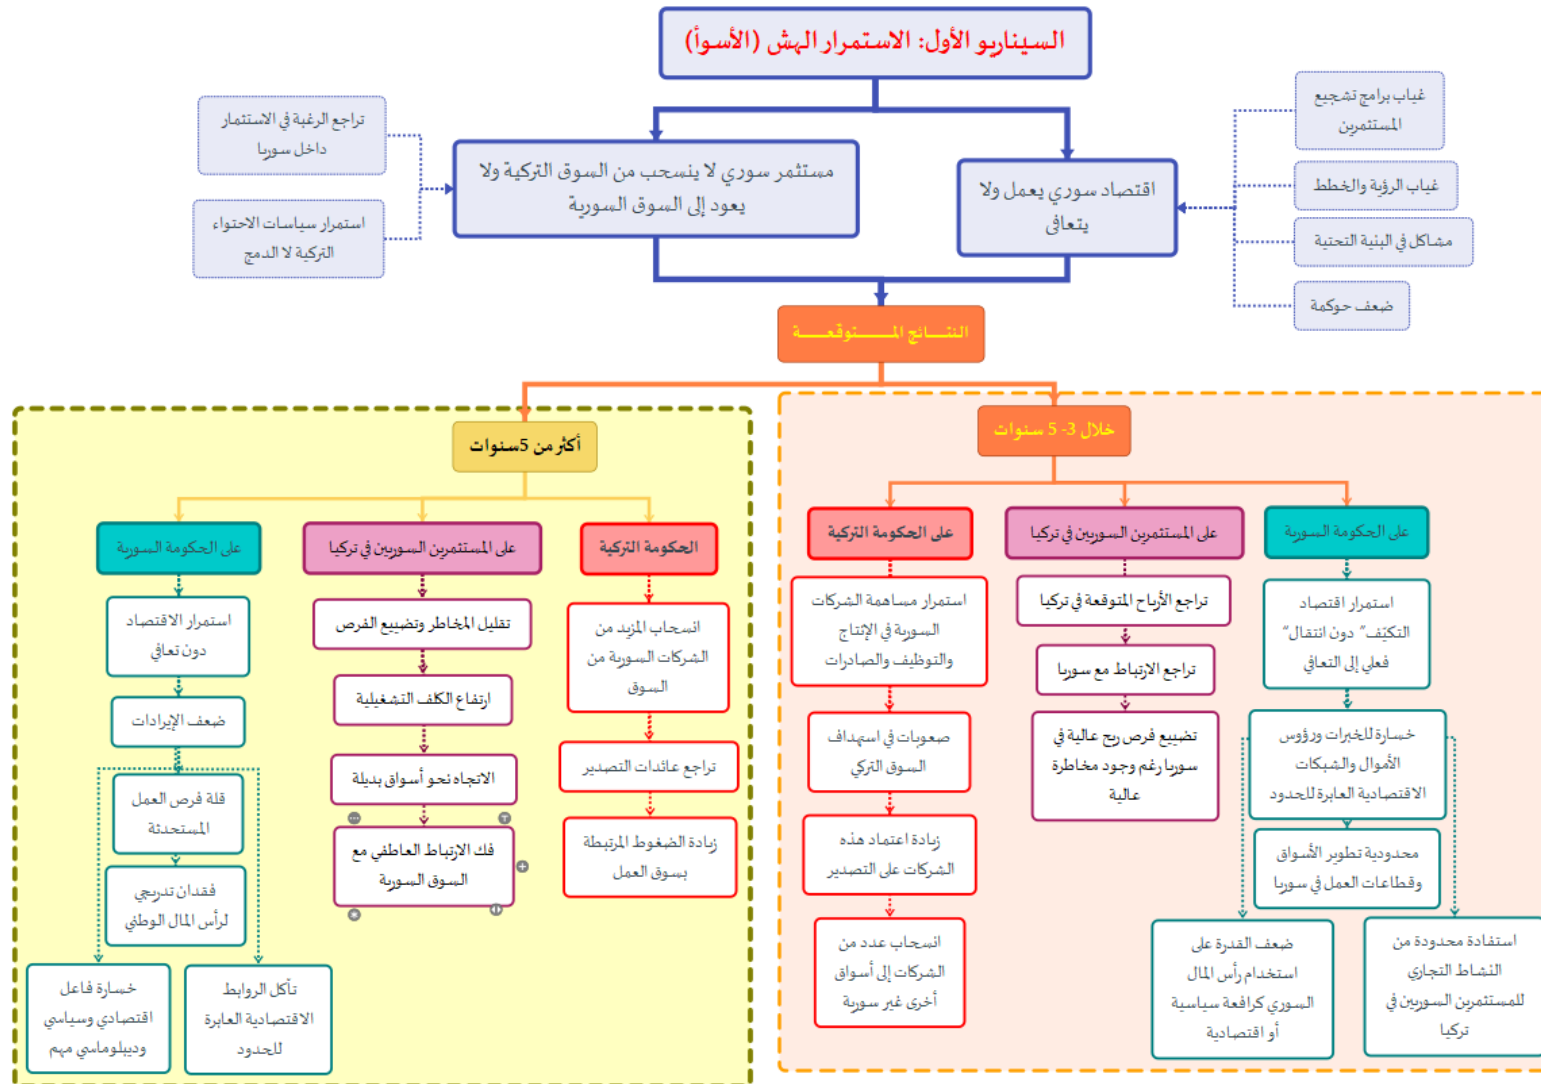 السيناريو الأول: الاستمرار الهش (الأسوأ)
غياب برامج تشجيع
المستثمرين
غياب الرؤية والخطط
مشاكل في البنية التحتية
ضعف حوكمة
اقتصاد سوري يعمل ولا
يتعافى
مستثمر سوري لا ينسحب من السوق التركية ولا
يعود إلى السوق السورية
تراجع الرغبة في الاستثمار
داخل سوريا
استمرار سياسات الاحتواء
التركية لا الدمج
النتـــائج المـــــتوقعـــــة
خلال 3- 5 سنوات
على الحكومة السورية
استمرار اقتصاد
"التكيّف" دون انتقال
فعلي إلى التعافي
خسارة للخبرات ورؤوس
الأموال والشبكات
الاقتصادية العابرة للحدود
محدودية تطوير الأسواق
وقطاعات العمل في سوريا
استفادة محدودة من
النشاط التجاري
للمستثمرين السوريين في
تركيا
ضعف القدرة على
استخدام رأس المال
السوري كرافعة سياسية
أو اقتصادية
على المستثمرين السوريين في تركيا
تراجع الأرباح المتوقعة في تركيا
تراجع الارتباط مع سوريا
تضييع فرص ربح عالية في
سوريا رغم وجود مخاطرة
عالية
على الحكومة التركية
استمرار مساهمة الشركات
السورية في الإنتاج
والتوظيف والصادرات
صعوبات في استهداف
السوق التركي
زيادة اعتماد هذه
الشركات على التصدير
انسحاب عدد من
الشركات إلى أسواق
أخرى غير سورية
أكثر من 5سنوات
الحكومة التركية
انسحاب المزيد من
الشركات السورية من
السوق
تراجع عائدات التصدير
زيادة الضغوط المرتبطة
بسوق العمل
على المستثمرين السوريين في تركيا
تقليل المخاطر وتضييع الفرص
ارتفاع الكلف التشغيلية
الاتجاه نحو أسواق بديلة
فك الارتباط العاطفي مع
السوق السورية
على الحكومة السورية
استمرار الاقتصاد
دون تعافي
ضعف الإيرادات
قلة فرص العمل
المستحدثة
فقدان تدريجي
لرأس المال الوطني
تآكل الروابط
الاقتصادية العابرة
للحدود
خسارة فاعل
اقتصادي وسياسي
وديبلوماسي مهم